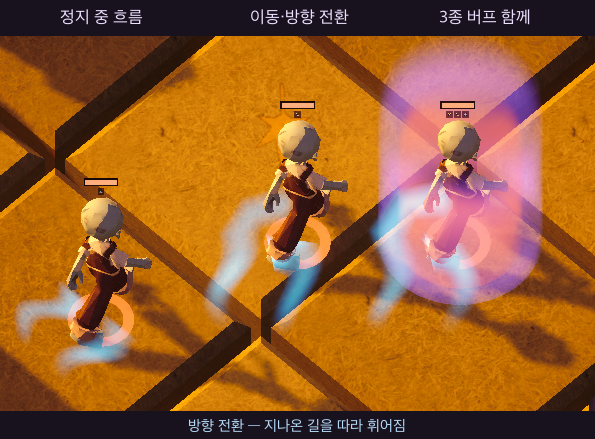 정지 중 흐름
이동·방향 전환
3종 버프 함께
방향 전환 — 지나온 길을 따라 휘어짐